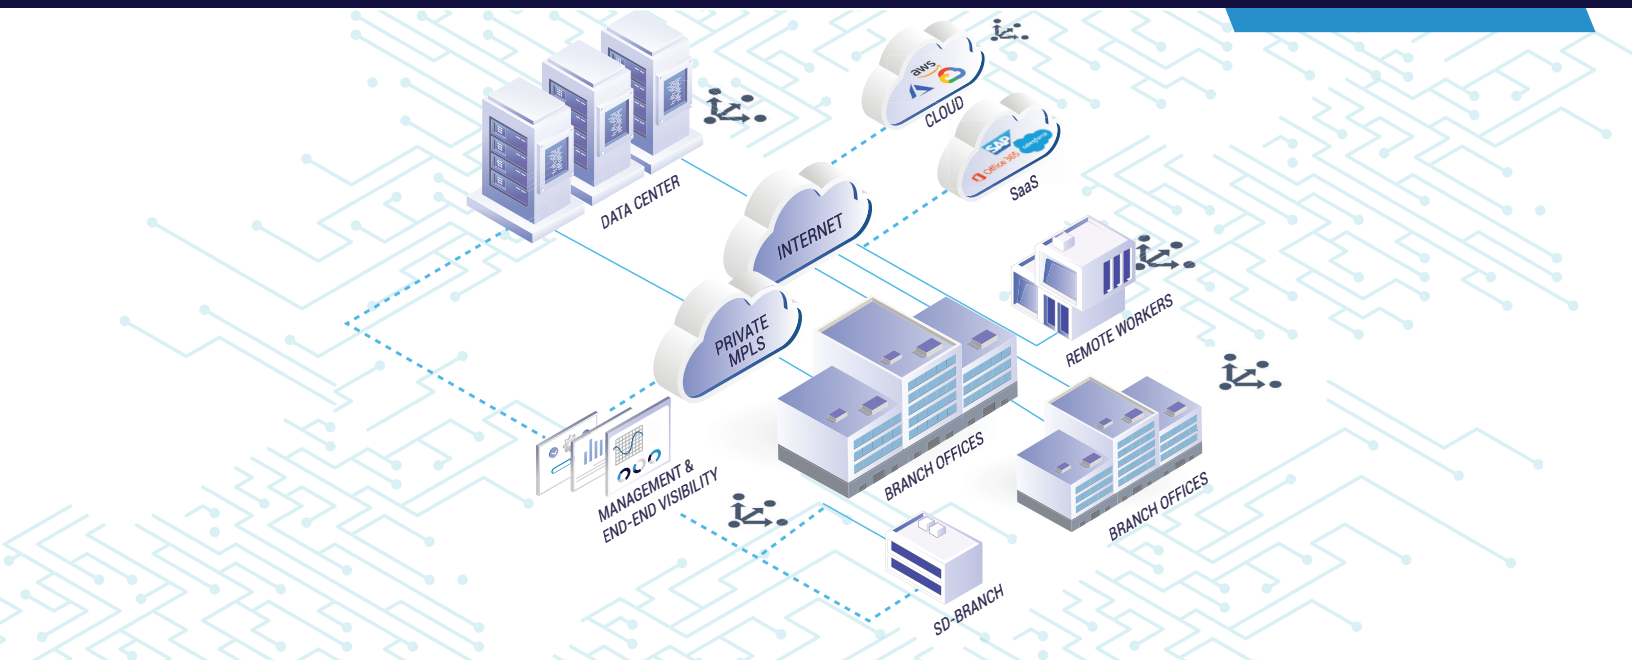 aws
CLOUD
SAP
salesforce
Office 365
SaaS
DATA CENTER
INTERNET
PRIVATE
MPLS
REMOTE WORKERS
BRANCH OFFICES
BRANCH OFFICES
MANAGEMENT &
END-END VISIBILITY
SD-BRANCH